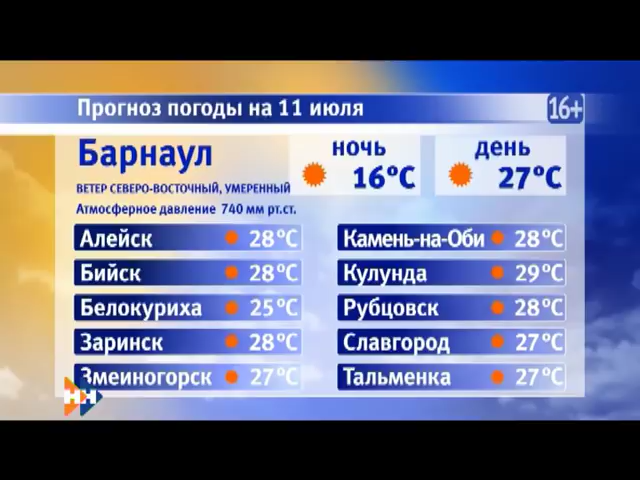 Прогноз погоды на 11 июля
16+
Барнаул
ночь
16°C
день
27°C
ВЕТЕР СЕВЕРО-ВОСТОЧНЫЙ, УМЕРЕННЫЙ
Атмосферное давление 740 мм рт.ст.
Алейск 28°C
Бийск 28°C
Белокуриха 25°C
Заринск 28°C
Змеиногорск 27°C
Камень-на-Оби 28°C
Кулунда 29°C
Рубцовск 28°C
Славгород 27°C
Тальменка 27°C
НН